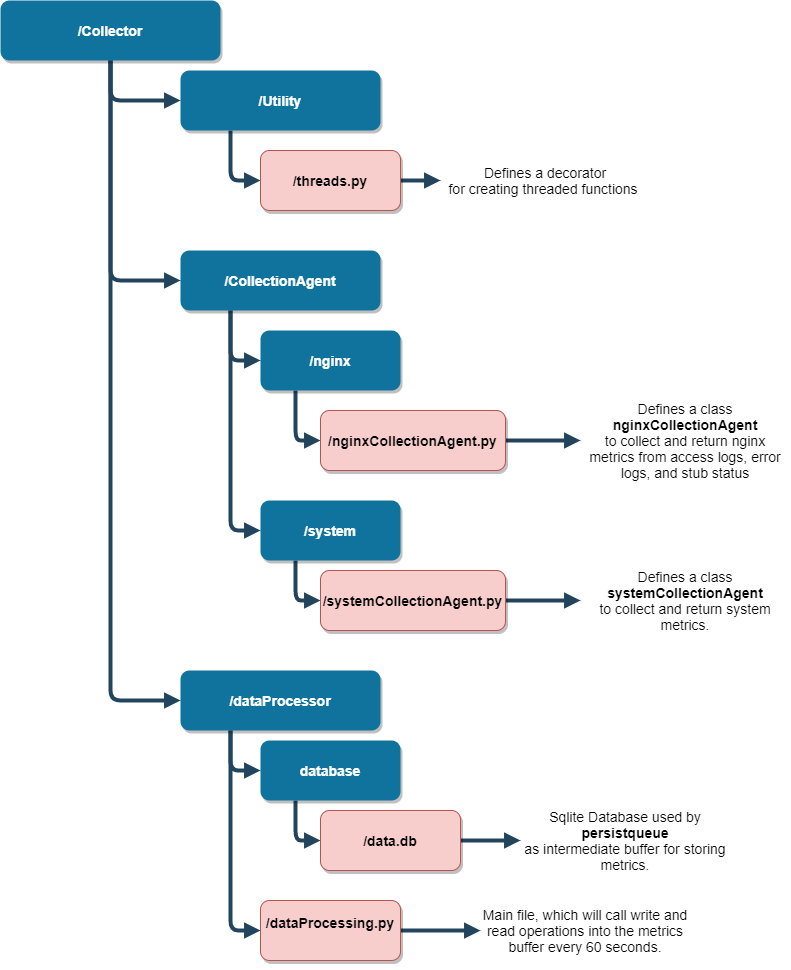 /Collector
/Utility
/threads.py
Defines a decorator
for creating threaded functions
/CollectionAgent
/nginx
/nginxCollectionAgent.py
Defines a class
nginxCollectionAgent
to collect and return nginx
metrics from access logs, error
logs, and stub status
/system
/systemCollectionAgent.py
Defines a class
systemCollectionAgent
to collect and return system
metrics.
/dataProcessor
database
/data.db
Sqlite Database used by
persistqueue
as intermediate buffer for storing
metrics.
/dataProcessing.py
Main file, which will call write and
read operations into the metrics
buffer every 60 seconds.